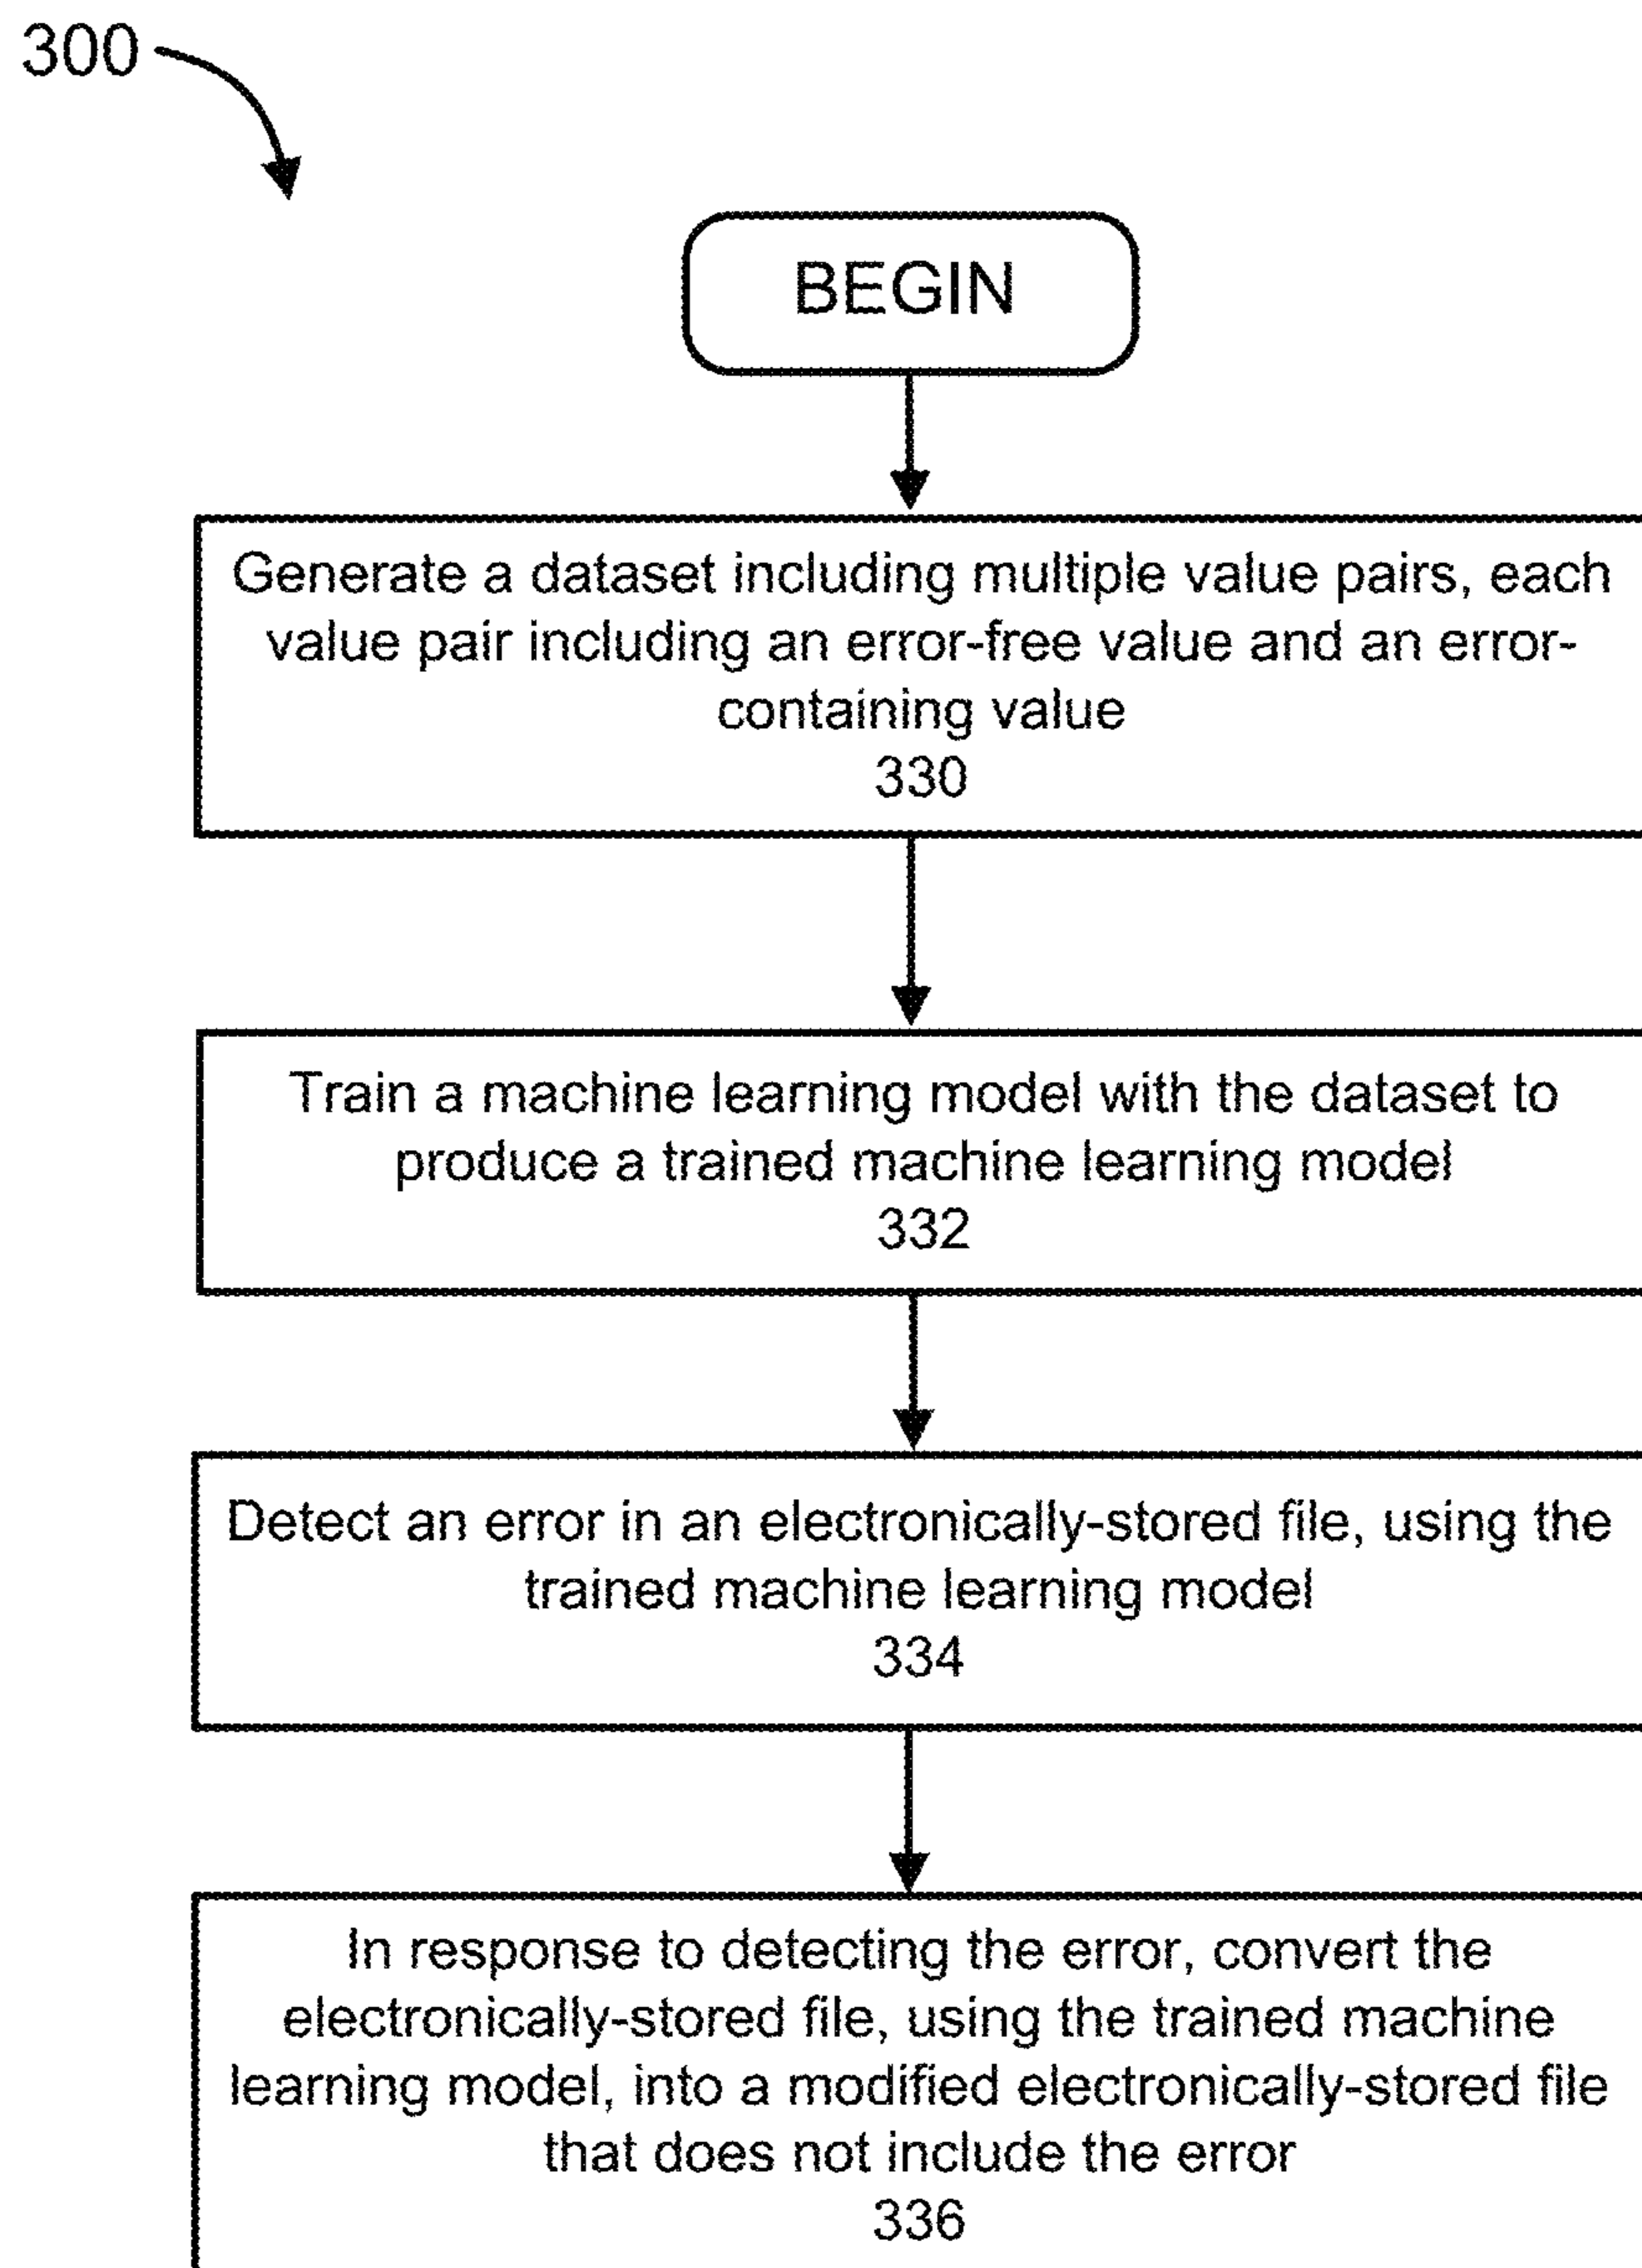 300
BEGIN
Generate a dataset including multiple value pairs, each
value pair including an error-free value and an error-
containing value
330
Train a machine learning model with the dataset to
produce a trained machine learning model
332
Detect an error in an electronically-stored file, using the
trained machine learning model
334
In response to detecting the error, convert the
electronically-stored file, using the trained machine
learning model, into a modified electronically-stored file
that does not include the error
336